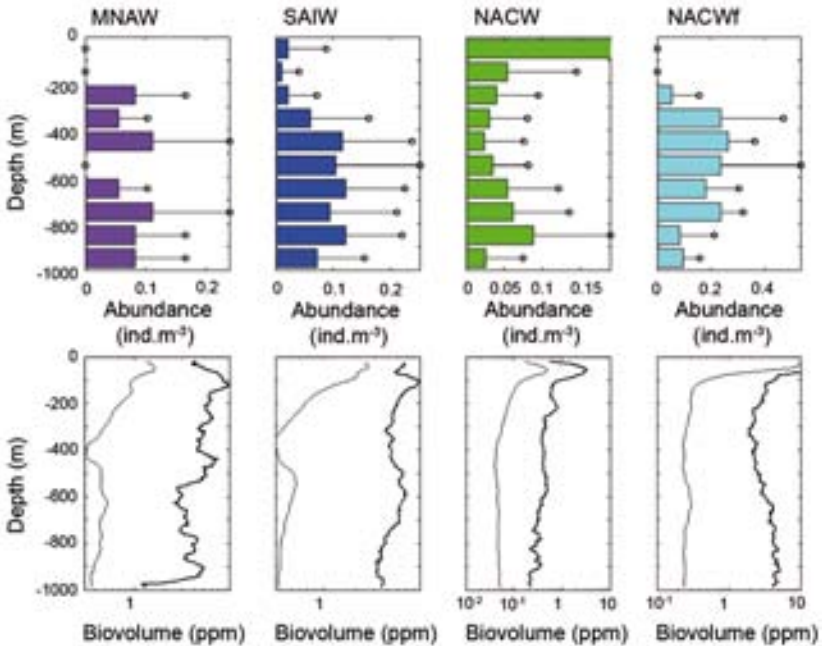 MNAW SAIW NACW NACWf
0
-200
-400
-600
-800
-1000
Depth (m)
0 0.1 0.2 0 0.1 0.2 0 0.05 0.1 0.15 0 0.2 0.4
Abundance Abundance Abundance Abundance
(ind.m⁻³) (ind.m⁻³) (ind.m⁻³) (ind.m⁻³)
0
-200
-400
-600
-800
-1000
Depth (m)
1 1 10⁻² 10⁻¹ 1 10 10⁻¹ 1 10
Biovolume (ppm) Biovolume (ppm) Biovolume (ppm) Biovolume (ppm)